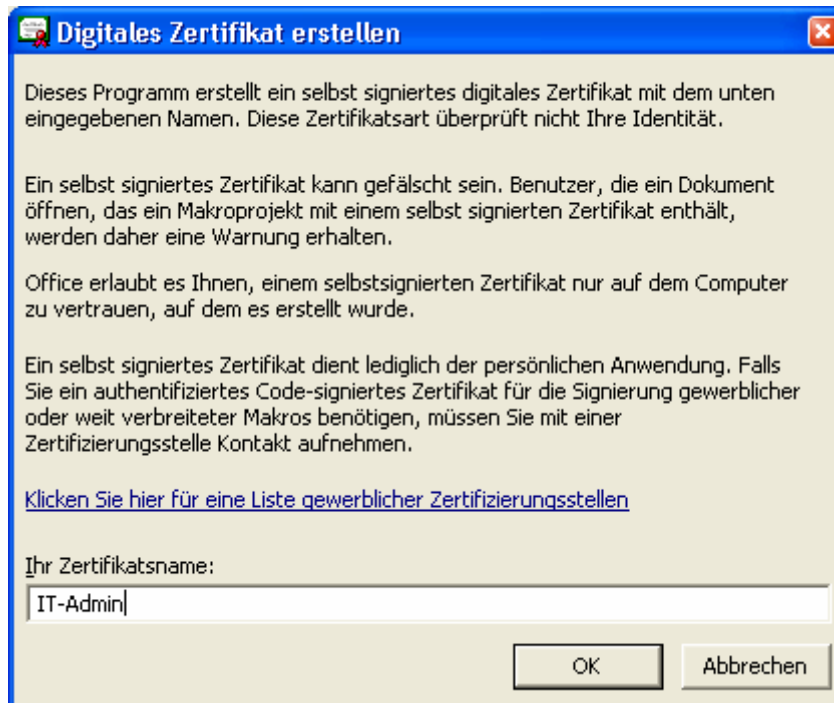 Digitales Zertifikat erstellen
Dieses Programm erstellt ein selbst signiertes digitales Zertifikat mit dem unten
eingegebenen Namen. Diese Zertifikatsart überprüft nicht Ihre Identität.
Ein selbst signiertes Zertifikat kann gefälscht sein. Benutzer, die ein Dokument
öffnen, das ein Makroprojekt mit einem selbst signierten Zertifikat enthält,
werden daher eine Warnung erhalten.
Office erlaubt es Ihnen, einem selbstsignierten Zertifikat nur auf dem Computer
zu vertrauen, auf dem es erstellt wurde.
Ein selbst signiertes Zertifikat dient lediglich der persönlichen Anwendung. Falls
Sie ein authentifiziertes Code-signiertes Zertifikat für die Signierung gewerblicher
oder weit verbreiteter Makros benötigen, müssen Sie mit einer
Zertifizierungsstelle Kontakt aufnehmen.
Klicken Sie hier für eine Liste gewerblicher Zertifizierungsstellen
Ihr Zertifikatsname:
IT-Admin
OK Abbrechen